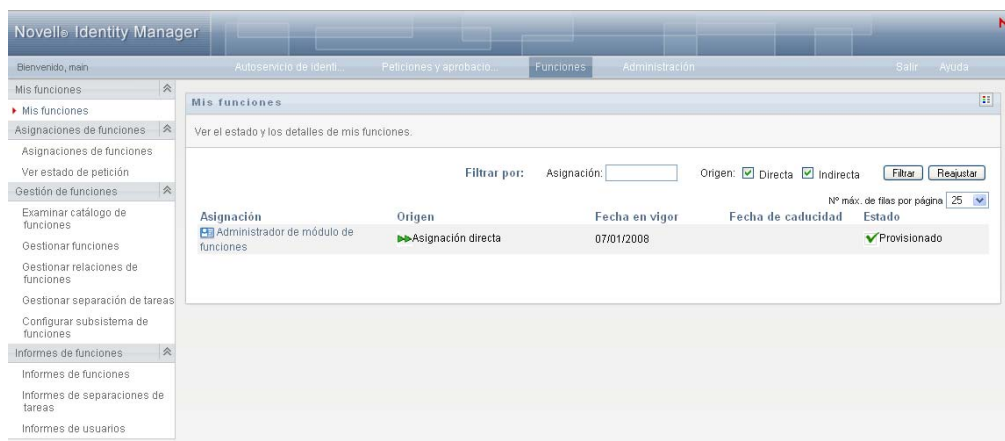 Novell® Identity Manager
N
Bienvenido, main
Autoservicio de identi...
Peticiones y aprobacio...
Funciones
Administración
Salir
Ayuda
Mis funciones
Mis funciones
Asignaciones de funciones
Asignaciones de funciones
Ver estado de petición
Gestión de funciones
Examinar catálogo de
funciones
Gestionar funciones
Gestionar relaciones de
funciones
Gestionar separación de tareas
Configurar subsistema de
funciones
Informes de funciones
Informes de funciones
Informes de separaciones de
tareas
Informes de usuarios
Mis funciones
Ver el estado y los detalles de mis funciones.
Filtrar por: Asignación: Origen: Directa Indirecta Filtrar Reajustar
Nº máx. de filas por página 25
Asignación Origen Fecha en vigor Fecha de caducidad Estado
Administrador de módulo de
funciones
Asignación directa 07/01/2008 Provisionado